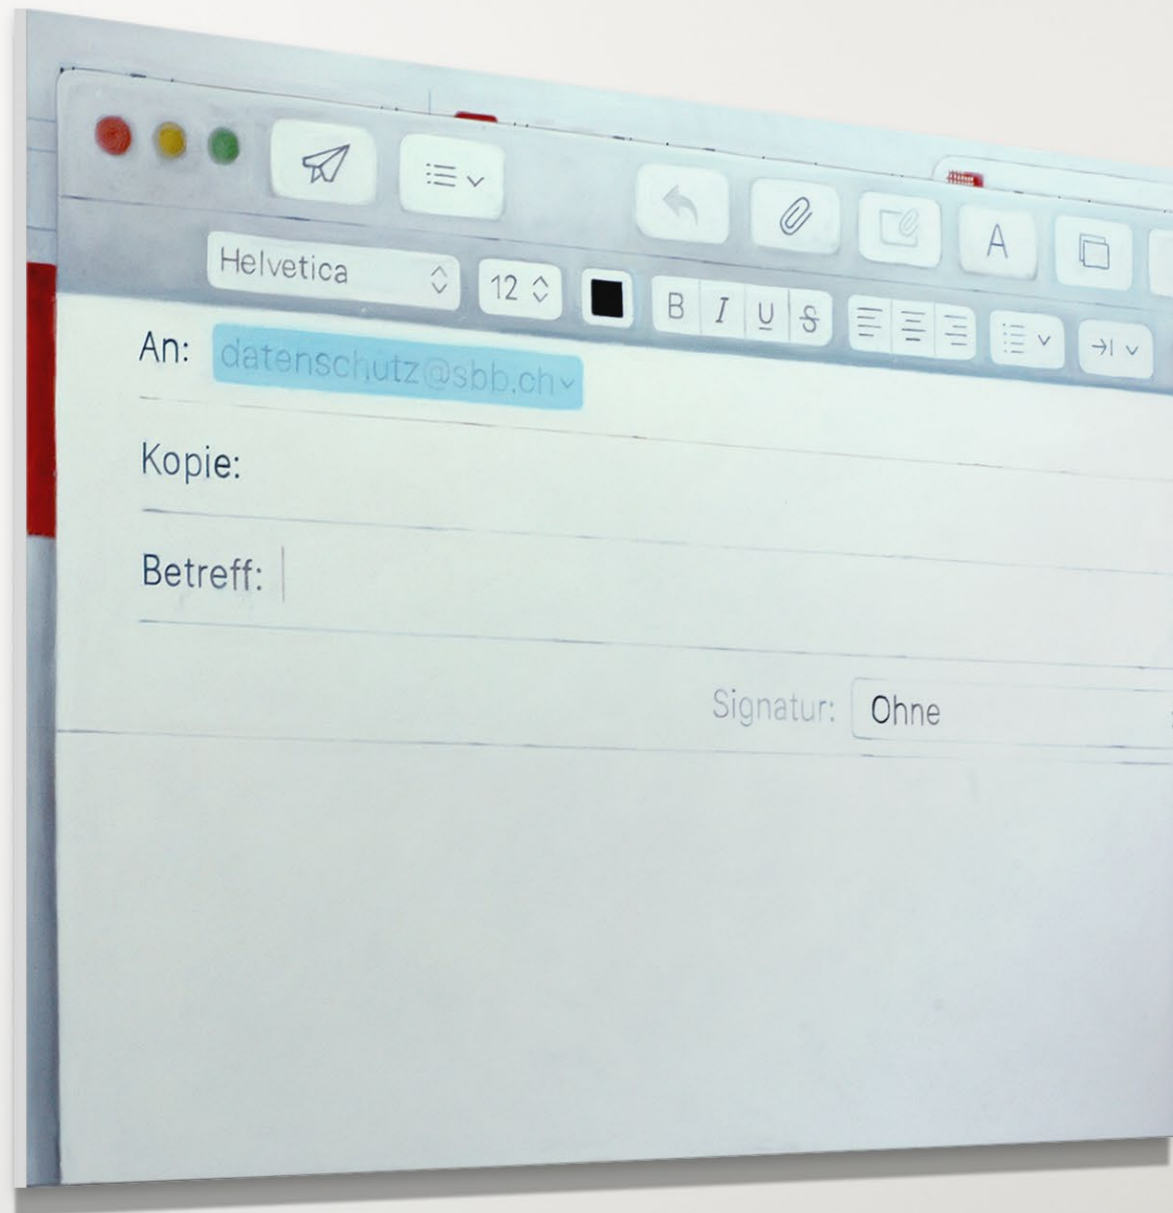 A
Helvetica 12 B I U S
An: datenschutz@sbb.ch
Kopie:
Betreff:
Signatur: Ohne